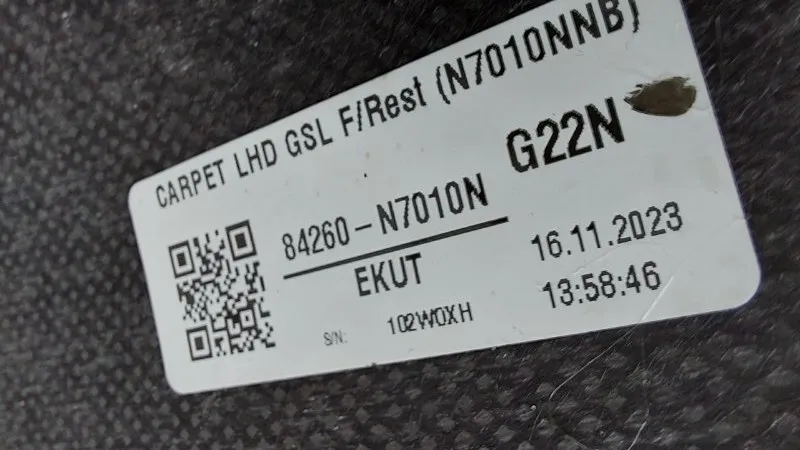 CARPET LHD GSL F/Rest (N7010NNB)
G22N
84260-N7010N
EKUT
16.11.2023
13:58:46
S/N: 102W0XH